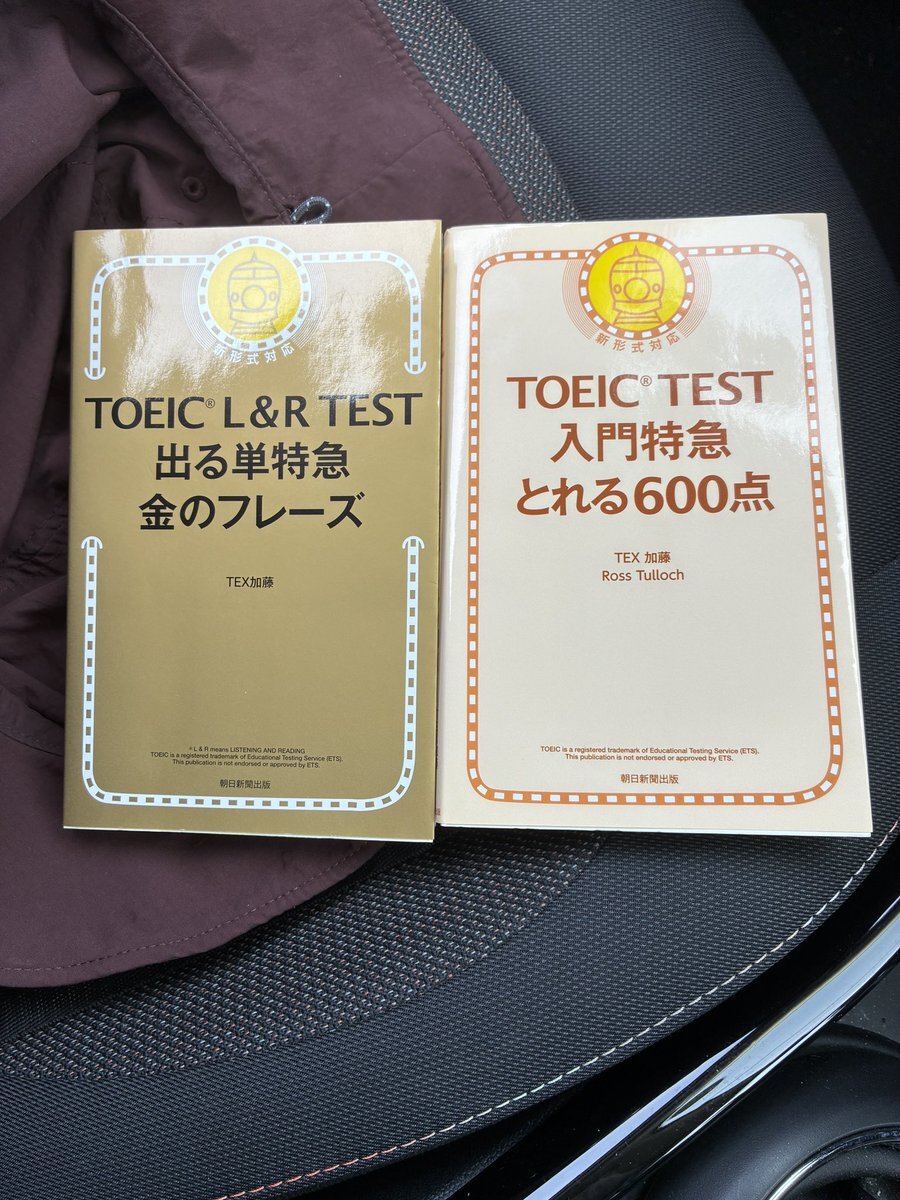 新形式対応
TOEIC® L&R TEST
出る単特急
金のフレーズ
TEX加藤
* L & R means LISTENING AND READING
TOEIC is a registered trademark of Educational Testing Service (ETS).
This publication is not endorsed or approved by ETS.
朝日新聞出版
新形式対応
TOEIC® TEST
入門特急
とれる600点
TEX 加藤
Ross Tulloch
TOEIC is a registered trademark of Educational Testing Service (ETS).
This publication is not endorsed or approved by ETS.
朝日新聞出版